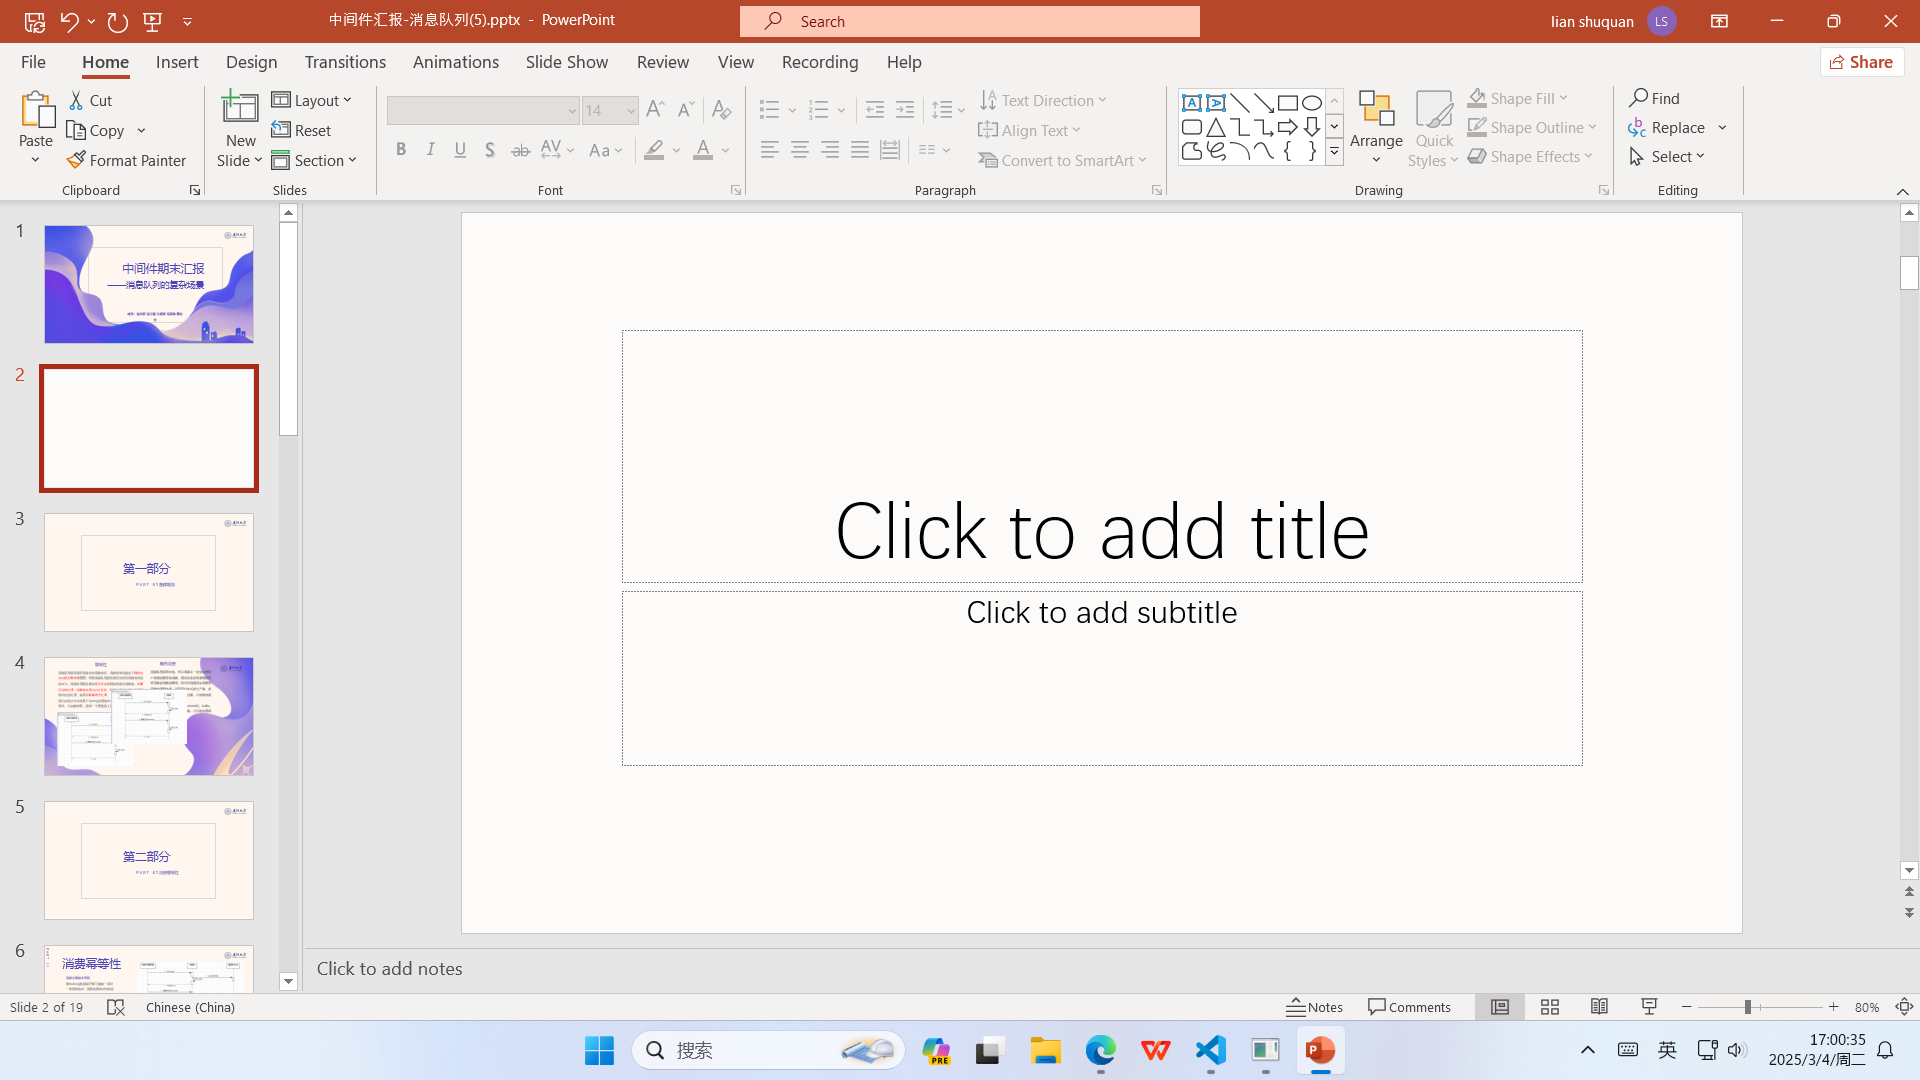 中间件汇报-消息队列(5).pptx - PowerPoint
Search
lian shuquan
LS
File
Home
Insert
Design
Transitions
Animations
Slide Show
Review
View
Recording
Help
Share
Paste
Cut
Copy
Format Painter
Clipboard
New
Slide
Layout
Reset
Section
Slides
14
Font
Text Direction
Align Text
Convert to SmartArt
Paragraph
Arrange
Quick
Styles
Shape Fill
Shape Outline
Shape Effects
Drawing
Find
Replace
Select
Editing
1
中间件期末汇报
——消息队列的复杂场景
2
3
第一部分
4
5
第二部分
6
消费幂等性
Click to add title
Click to add subtitle
Click to add notes
Slide 2 of 19
Chinese (China)
Notes
Comments
80%
搜索
PRE
英
17:00:35
2025/3/4/周二